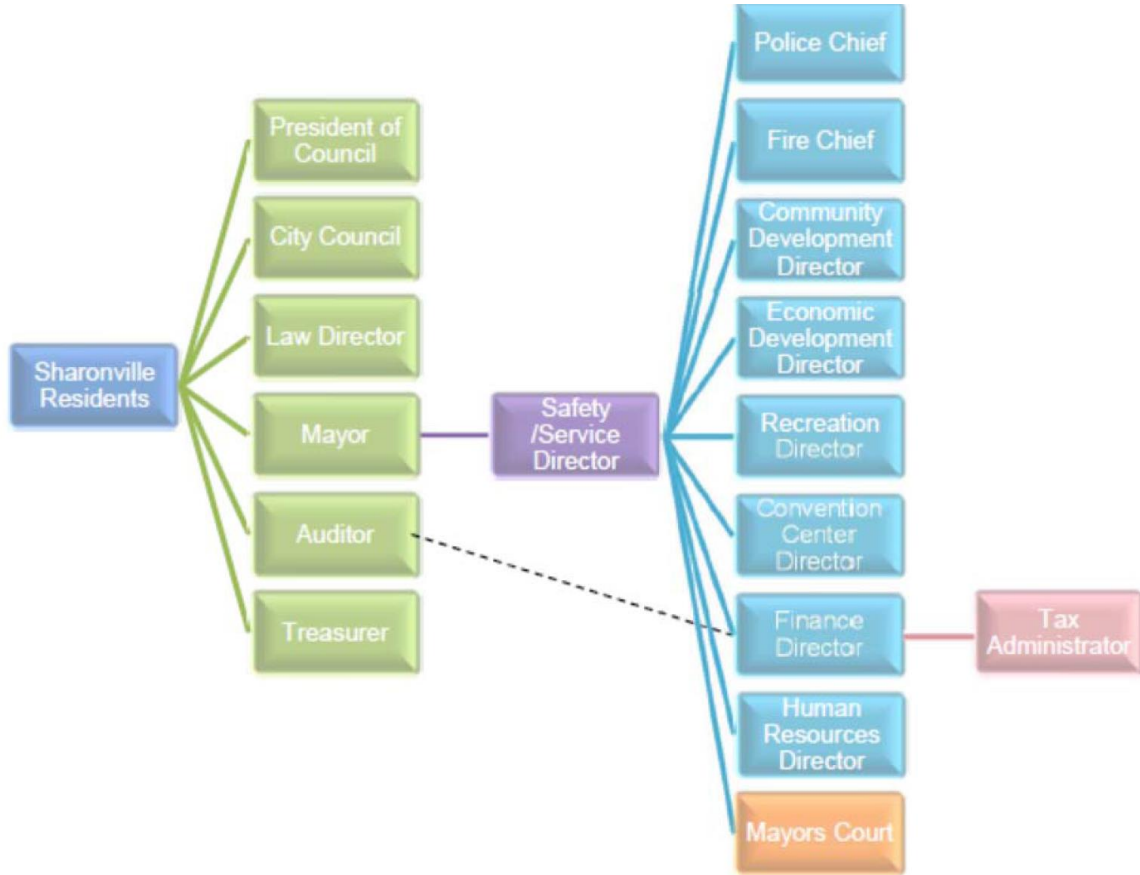 Sharonville
Residents
President of
Council
City Council
Law Director
Mayor
Auditor
Treasurer
Safety
/Service
Director
Police Chief
Fire Chief
Community
Development
Director
Economic
Development
Director
Recreation
Director
Convention
Center
Director
Finance
Director
Human
Resources
Director
Mayors Court
Tax
Administrator